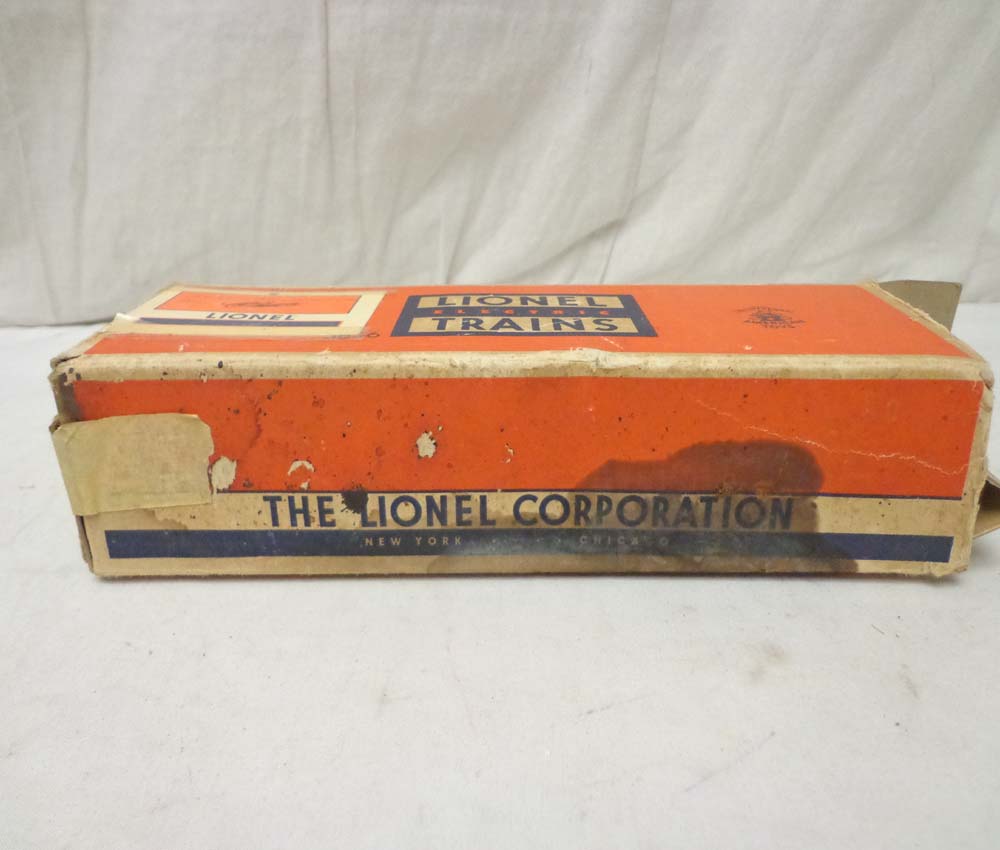 LIONEL
LIONEL
ELECTRIC
TRAINS
THE LIONEL CORPORATION
NEW YORK CHICAGO